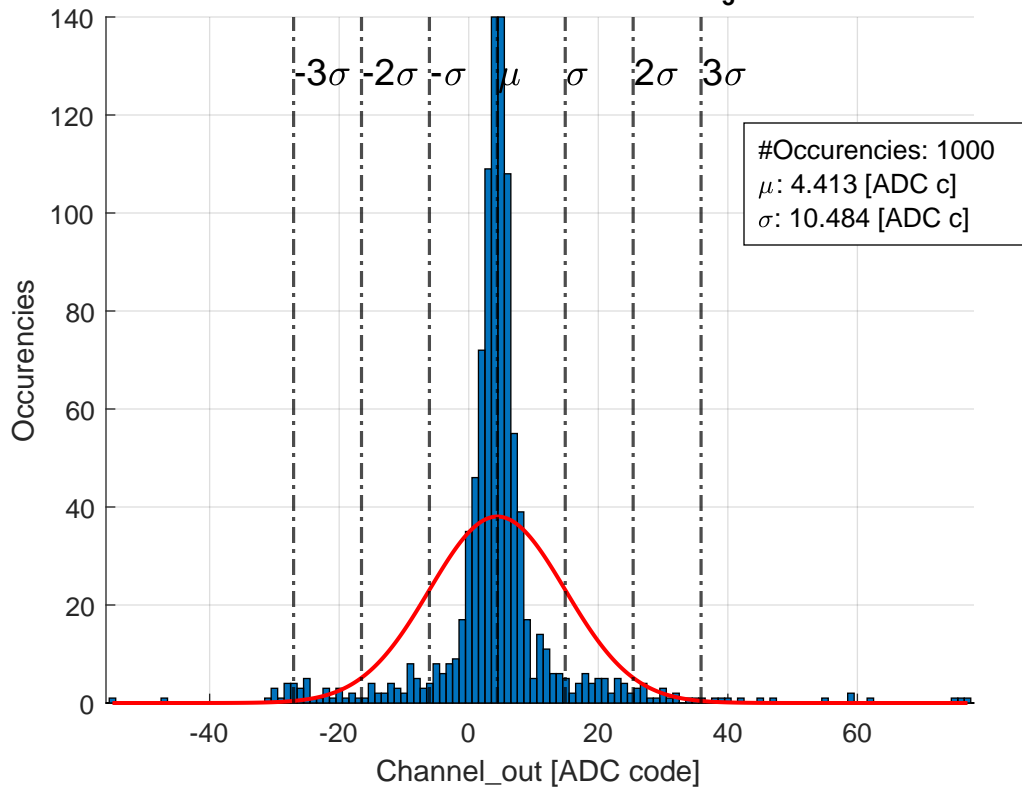 140
120
100
80
60
40
20
0
-3σ -2σ -σ μ σ 2σ 3σ
#Occurencies: 1000
μ: 4.413 [ADC c]
σ: 10.484 [ADC c]
Occurencies
-40 -20 0 20 40 60
Channel_out [ADC code]